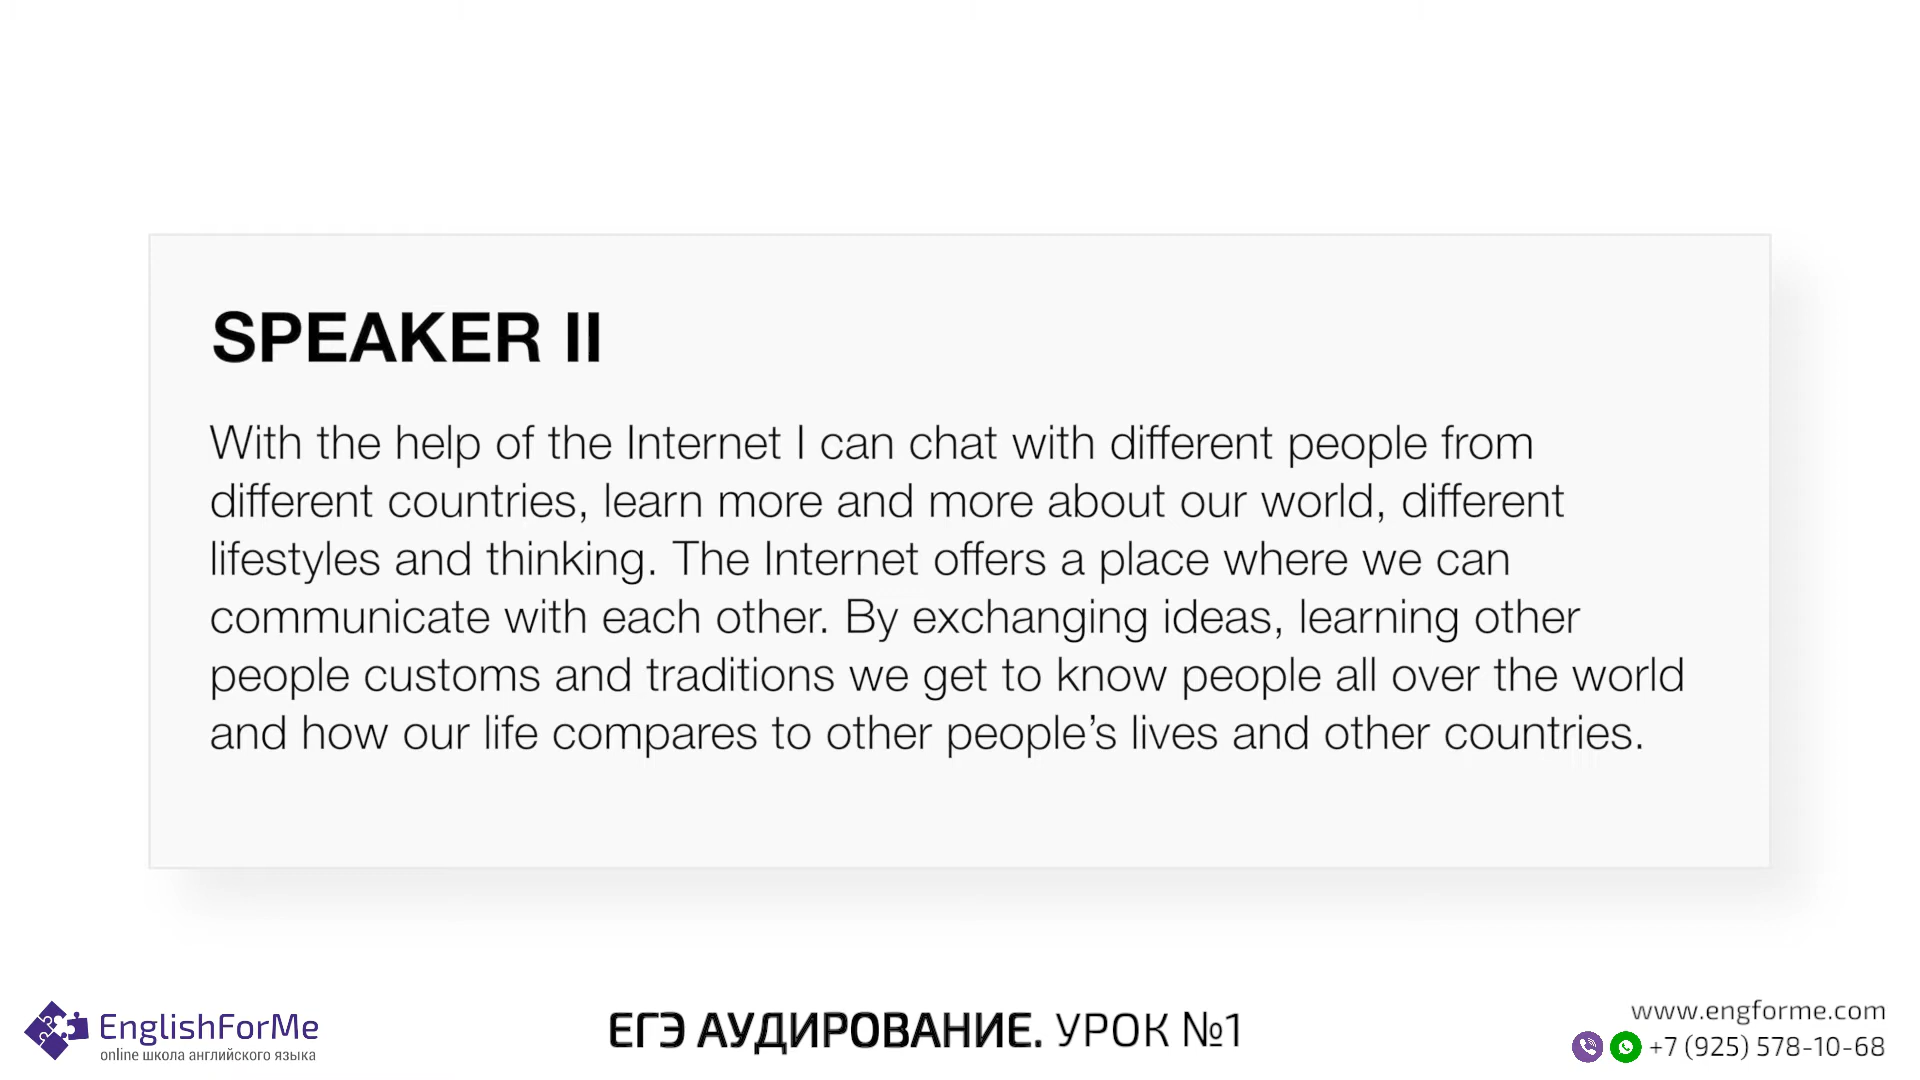 SPEAKER II
With the help of the Internet I can chat with different people from
different countries, learn more and more about our world, different
lifestyles and thinking. The Internet offers a place where we can
communicate with each other. By exchanging ideas, learning other
people customs and traditions we get to know people all over the world
and how our life compares to other people’s lives and other countries.
EnglishForMe
online школа английского языка
ЕГЭ АУДИРОВАНИЕ. УРОК №1
www.engforme.com
+7 (925) 578-10-68